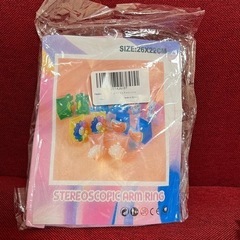 SIZE:26X22CM
STEREOSCOPIC ARM RING